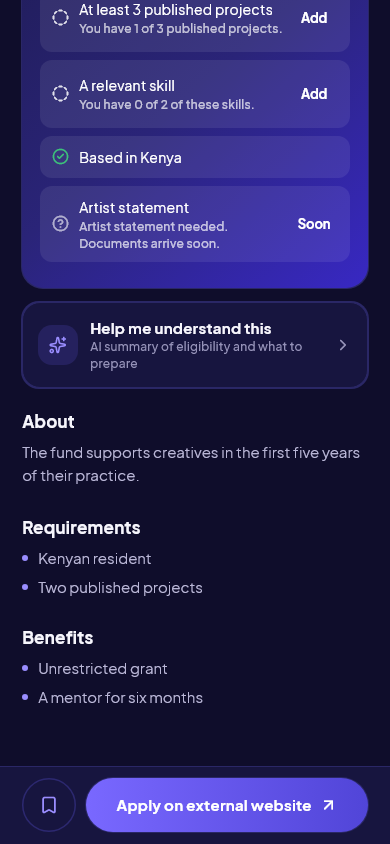 At least 3 published projects
You have 1 of 3 published projects.
Add
A relevant skill
You have 0 of 2 of these skills.
Add
Based in Kenya
Artist statement
Artist statement needed.
Documents arrive soon.
Soon
Help me understand this
AI summary of eligibility and what to
prepare
About
The fund supports creatives in the first five years
of their practice.
Requirements
Kenyan resident
Two published projects
Benefits
Unrestricted grant
A mentor for six months
Apply on external website